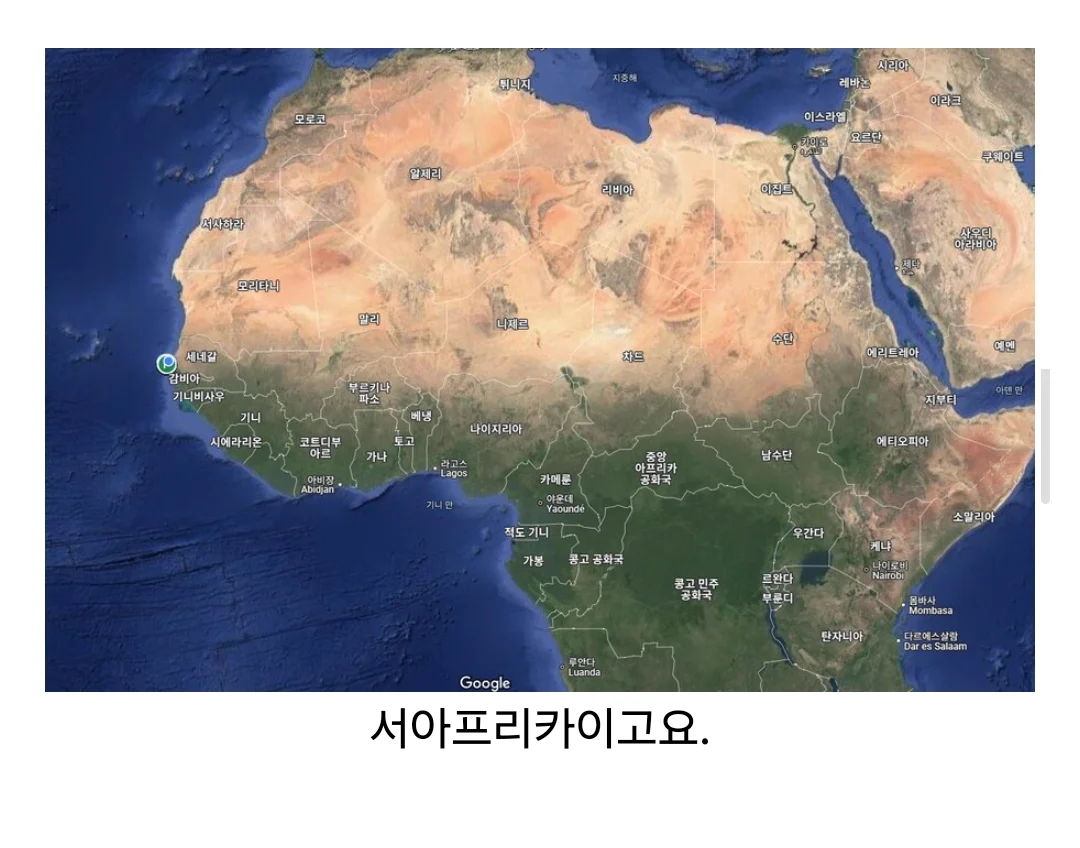 지중해
시리아
튀니지
레바논
이라크
이스라엘
모로코
카이로
요르단
쿠웨이트
알제리
리비아
이집트
서사하라
사우디
아라비아
제다
모리타니
말리
니제르
수단
예멘
세네갈
차드
에리트레아
감비아
부르키나
파소
아덴 만
지부티
기니비사우
기니
베냉
나이지리아
시에라리온
코트디부
아르
토고
가나
에티오피아
중앙
아프리카
공화국
남수단
라고스
Lagos
카메룬
아비장
Abidjan
기니 만
야운데
Yaoundé
소말리아
적도 기니
우간다
케냐
가봉
콩고 공화국
나이로비
Nairobi
콩고 민주
공화국
르완다
부룬디
몸바사
Mombasa
탄자니아
다르에스살람
Dar es Salaam
루안다
Luanda
Google
서아프리카이고요.